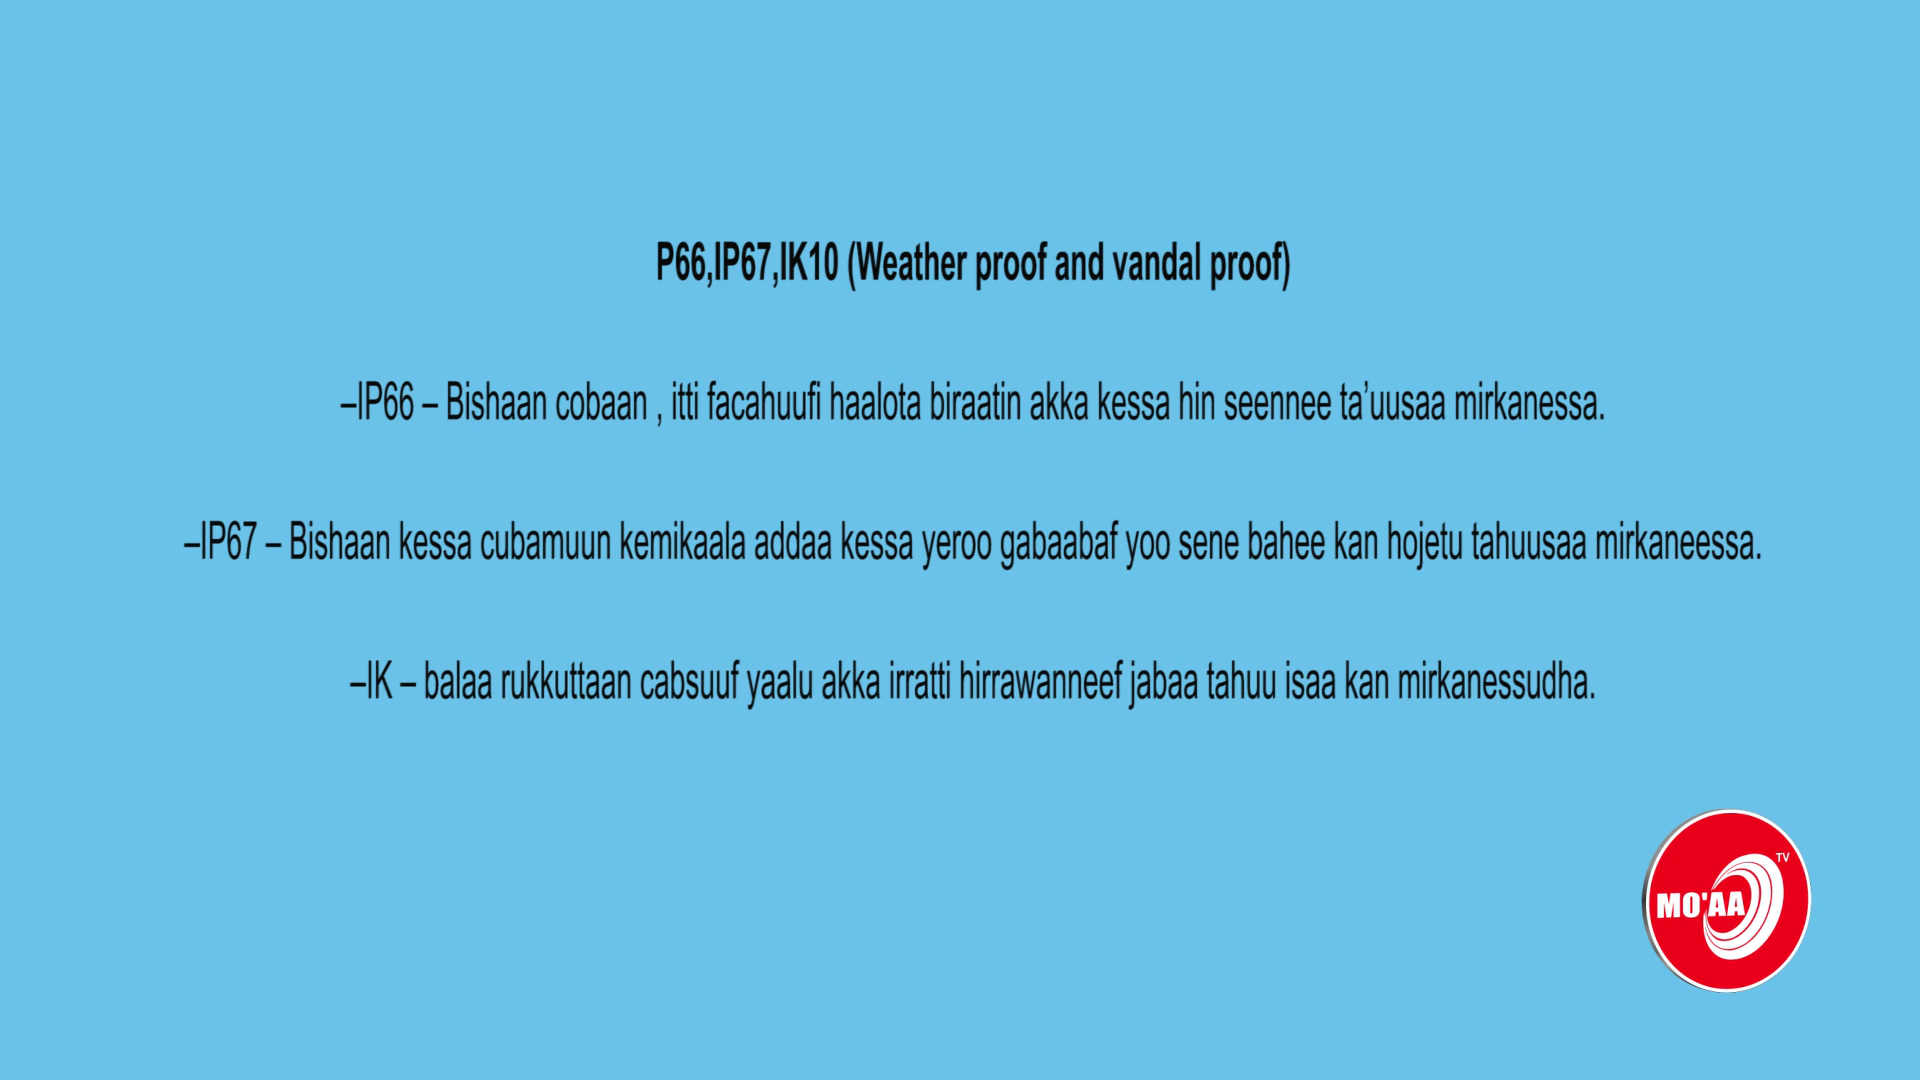 P66,IP67,IK10 (Weather proof and vandal proof)
–IP66 – Bishaan cobaan , itti facahuufi haalota biraatin akka kessa hin seennee ta’uusaa mirkanessa.
–IP67 – Bishaan kessa cubamuun kemikaala addaa kessa yeroo gabaabaf yoo sene bahee kan hojetu tahuusaa mirkaneessa.
–IK – balaa rukkuttaan cabsuuf yaalu akka irratti hirrawanneef jabaa tahuu isaa kan mirkanessudha.
TV
MO'AA